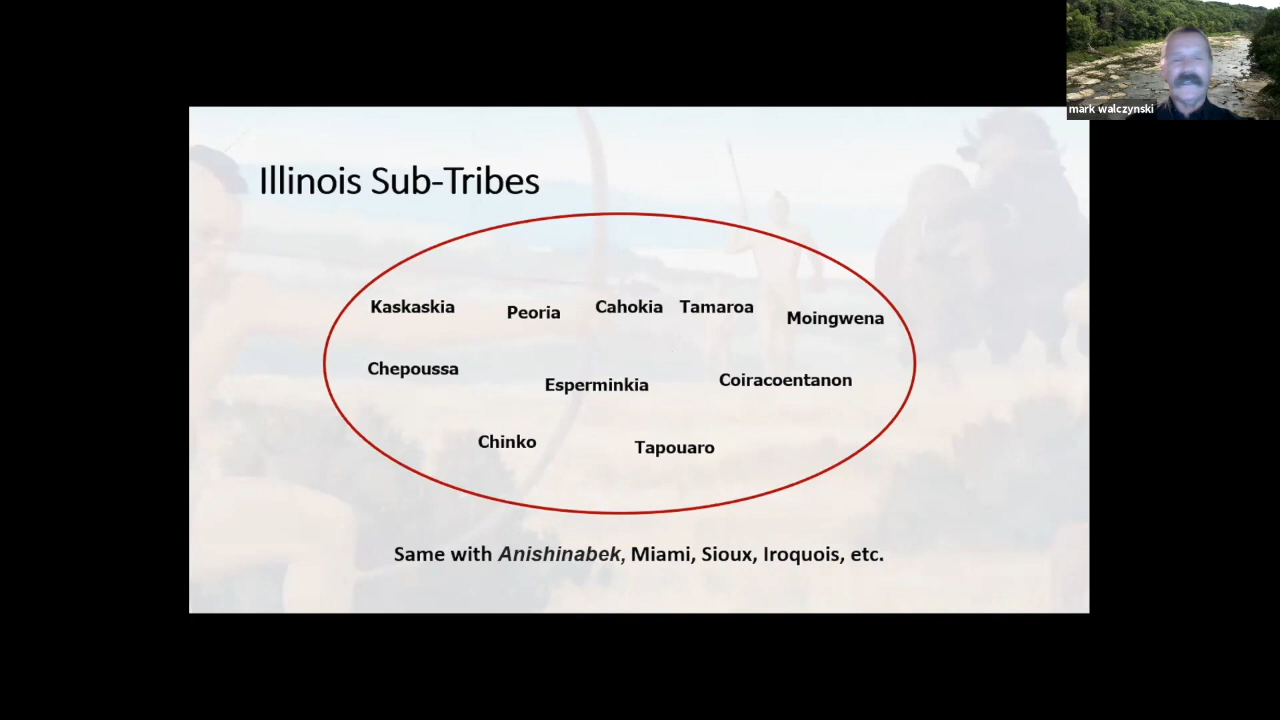 mark walczynski
Illinois Sub-Tribes
Kaskaskia Peoria Cahokia Tamaroa Moingwena
Chepoussa Esperminkia Coiracoentanon
Chinko Tapouaro
Same with Anishinabek, Miami, Sioux, Iroquois, etc.